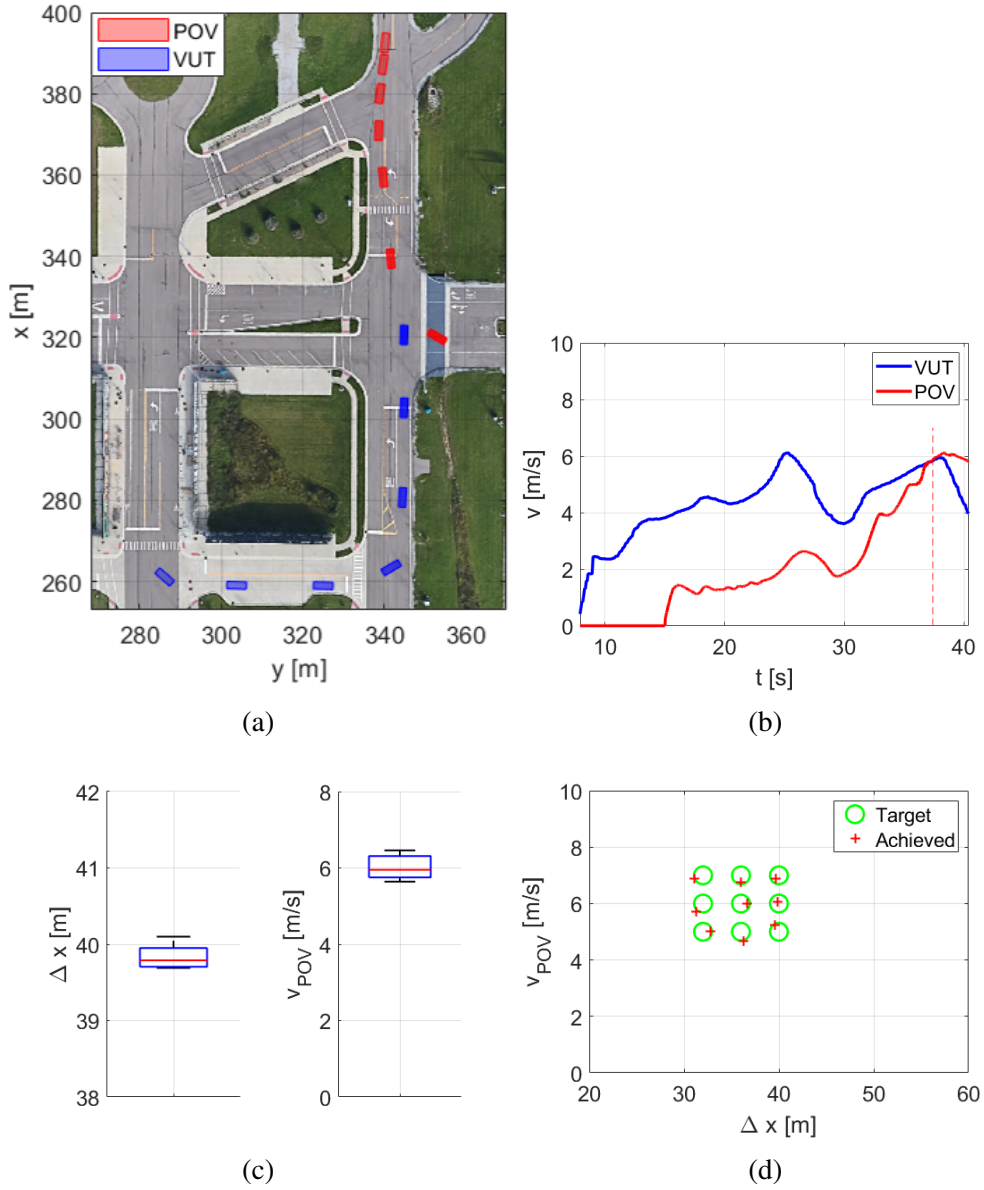 400
380
360
340
320
300
280
260
x [m]
POV
VUT
280
300
320
340
360
y [m]
(a)
10
8
6
4
2
0
v [m/s]
VUT
POV
10
20
30
40
t [s]
(b)
42
41
40
39
38
Δ x [m]
8
6
4
2
0
v_POV [m/s]
(c)
10
8
6
4
2
0
v_POV [m/s]
Target
Achieved
20
30
40
50
60
Δ x [m]
(d)